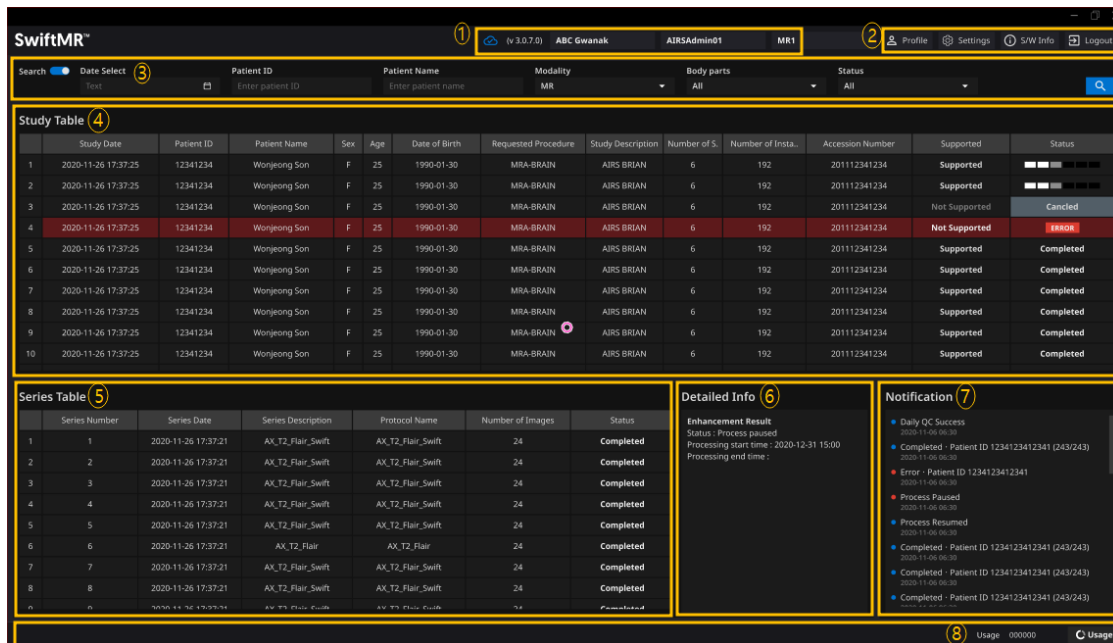 SwiftMR™
① (v 3.0.7.0) ABC Gwanak AIRSAdmin01 MR1
② Profile Settings S/W Info Logout
Search Date Select ③ Patient ID Patient Name Modality Body parts Status
Text Enter patient ID Enter patient name MR All All
Study Table ④
Study Date Patient ID Patient Name Sex Age Date of Birth Requested Procedure Study Description Number of S. Number of Insta.. Accession Number Supported Status
1 2020-11-26 17:37:25 12341234 Wonjeong Son F 25 1990-01-30 MRA-BRAIN AIRS BRIAN 6 192 201112341234 Supported
2 2020-11-26 17:37:25 12341234 Wonjeong Son F 25 1990-01-30 MRA-BRAIN AIRS BRIAN 6 192 201112341234 Supported
3 2020-11-26 17:37:25 12341234 Wonjeong Son F 25 1990-01-30 MRA-BRAIN AIRS BRIAN 6 192 201112341234 Not Supported Cancled
4 2020-11-26 17:37:25 12341234 Wonjeong Son F 25 1990-01-30 MRA-BRAIN AIRS BRIAN 6 192 201112341234 Not Supported ERROR
5 2020-11-26 17:37:25 12341234 Wonjeong Son F 25 1990-01-30 MRA-BRAIN AIRS BRIAN 6 192 201112341234 Supported Completed
6 2020-11-26 17:37:25 12341234 Wonjeong Son F 25 1990-01-30 MRA-BRAIN AIRS BRIAN 6 192 201112341234 Supported Completed
7 2020-11-26 17:37:25 12341234 Wonjeong Son F 25 1990-01-30 MRA-BRAIN AIRS BRIAN 6 192 201112341234 Supported Completed
8 2020-11-26 17:37:25 12341234 Wonjeong Son F 25 1990-01-30 MRA-BRAIN AIRS BRIAN 6 192 201112341234 Supported Completed
9 2020-11-26 17:37:25 12341234 Wonjeong Son F 25 1990-01-30 MRA-BRAIN AIRS BRIAN 6 192 201112341234 Supported Completed
10 2020-11-26 17:37:25 12341234 Wonjeong Son F 25 1990-01-30 MRA-BRAIN AIRS BRIAN 6 192 201112341234 Supported Completed
Series Table ⑤
Series Number Series Date Series Description Protocol Name Number of Images Status
1 1 2020-11-26 17:37:21 AX_T2_Flair_Swift AX_T2_Flair_Swift 24 Completed
2 2 2020-11-26 17:37:21 AX_T2_Flair_Swift AX_T2_Flair_Swift 24 Completed
3 3 2020-11-26 17:37:21 AX_T2_Flair_Swift AX_T2_Flair_Swift 24 Completed
4 4 2020-11-26 17:37:21 AX_T2_Flair_Swift AX_T2_Flair_Swift 24 Completed
5 5 2020-11-26 17:37:21 AX_T2_Flair_Swift AX_T2_Flair_Swift 24 Completed
6 6 2020-11-26 17:37:21 AX_T2_Flair AX_T2_Flair 24 Completed
7 7 2020-11-26 17:37:21 AX_T2_Flair_Swift AX_T2_Flair_Swift 24 Completed
8 8 2020-11-26 17:37:21 AX_T2_Flair_Swift AX_T2_Flair_Swift 24 Completed
Detailed Info ⑥
Enhancement Result
Status : Process paused
Processing start time : 2020-12-31 15:00
Processing end time :
Notification ⑦
Daily QC Success
2020-11-06 06:30
Completed - Patient ID 1234123412341 (243/243)
2020-11-06 06:30
Error - Patient ID 1234123412341
2020-11-06 06:30
Process Paused
2020-11-06 06:30
Process Resumed
2020-11-06 06:30
Completed - Patient ID 1234123412341 (243/243)
2020-11-06 06:30
Completed - Patient ID 1234123412341 (243/243)
2020-11-06 06:30
Completed - Patient ID 1234123412341 (243/243)
⑧ Usage 000000 Usage